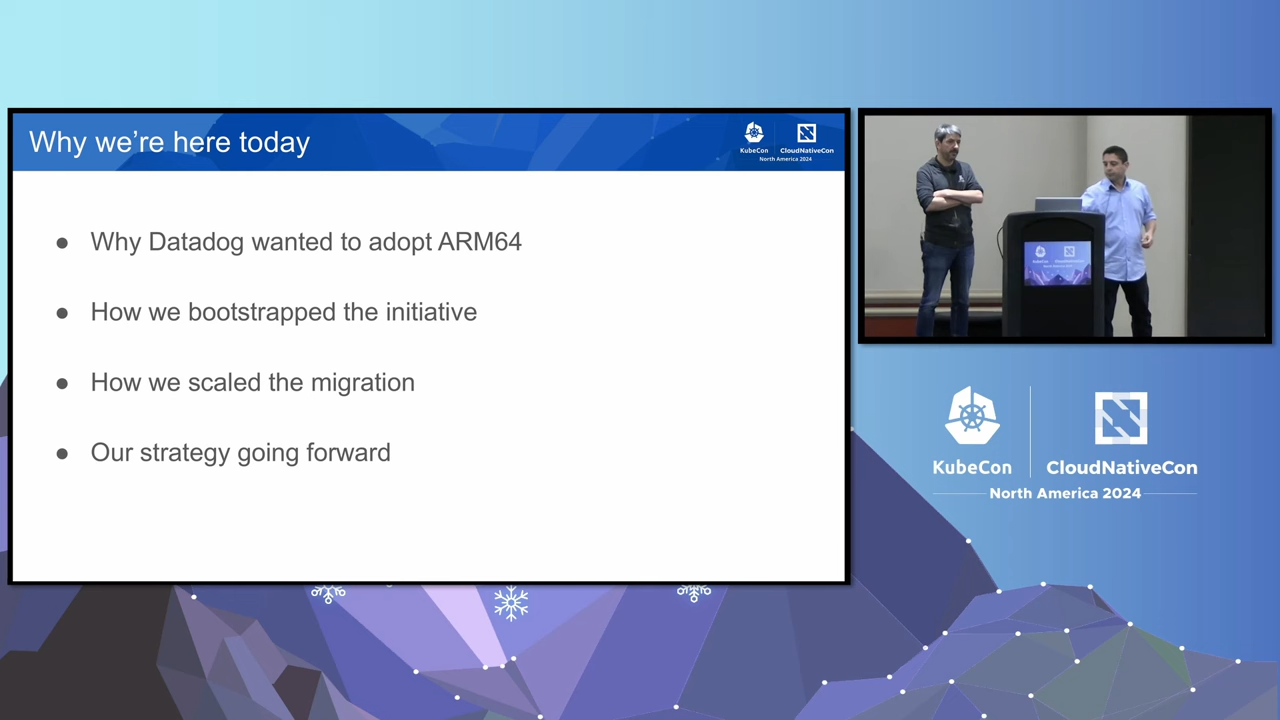 Why we're here today
KubeCon
CloudNativeCon
North America 2024
● Why Datadog wanted to adopt ARM64
● How we bootstrapped the initiative
● How we scaled the migration
● Our strategy going forward
KubeCon
CloudNativeCon
North America 2024